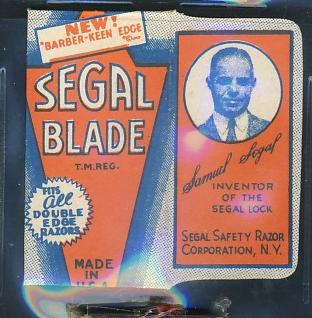 NEW!
"BARBER-KEEN" EDGE
SEGAL
BLADE
T.M. REG.
FITS
all
DOUBLE
EDGE
RAZORS
MADE
IN
U.S.A.
Samuel Segal
INVENTOR
OF THE
SEGAL LOCK
SEGAL SAFETY RAZOR
CORPORATION, N.Y.